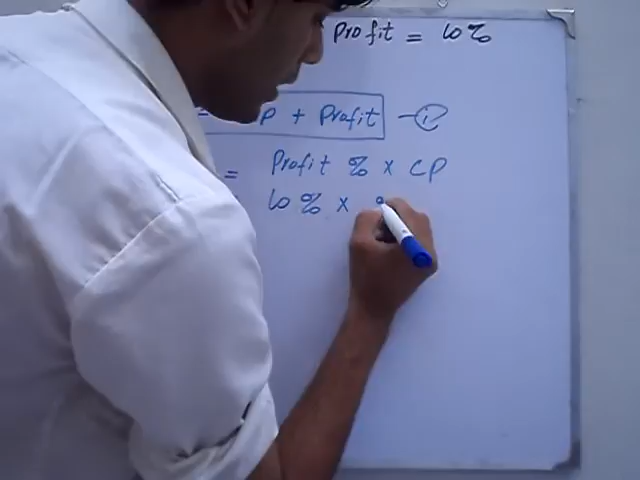 Profit = 10%
= P + Profit - (i)
= Profit % x CP
10% x